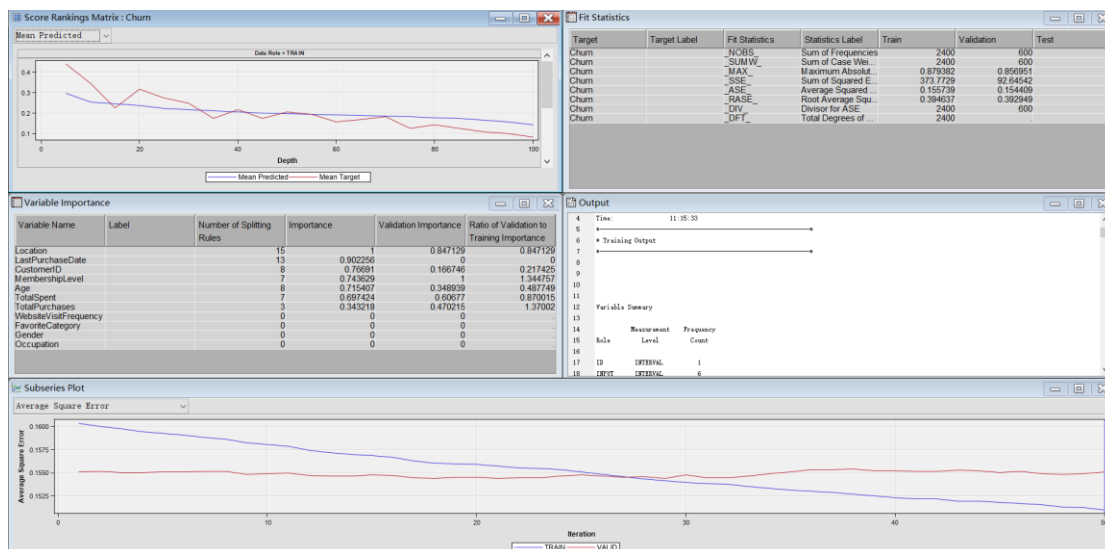 Score Rankings Matrix : Churn
Mean Predicted
Data Role = TRAIN
0.4
0.3
0.2
0.1
0 20 40 60 80 100
Depth
Mean Predicted Mean Target
Fit Statistics
Target Target Label Fit Statistics Statistics Label Train Validation Test
Churn _NOBS_ Sum of Frequencies 2400 600
Churn _SUMW_ Sum of Case Wei... 2400 600
Churn _MAX_ Maximum Absolut... 0.879382 0.856951
Churn _SSE_ Sum of Squared E... 373.7729 92.64542
Churn _ASE_ Average Squared ... 0.155739 0.154409
Churn _RASE_ Root Average Squ... 0.394637 0.392949
Churn _DIV_ Divisor for ASE 2400 600
Churn _DFT_ Total Degrees of ... 2400 .
Variable Importance
Variable Name Label Number of Splitting Rules Importance Validation Importance Ratio of Validation to Training Importance
Location 15 1 0.847129 0.847129
LastPurchaseDate 13 0.902256 0 0
CustomerID 8 0.76691 0.166746 0.217425
MembershipLevel 7 0.743629 1 1.344757
Age 8 0.715407 0.348939 0.487749
TotalSpent 7 0.697424 0.60677 0.870015
TotalPurchases 3 0.343218 0.470215 1.37002
WebsiteVisitFrequency 0 0 0 .
FavoriteCategory 0 0 0 .
Gender 0 0 0 .
Occupation 0 0 0 .
Output
4 Time: 11:15:33
5 *------------------------------------------------------------*
6 * Training Output
7 *------------------------------------------------------------*
8
9
10
11
12 Variable Summary
13
14 Measurement Frequency
15 Role Level Count
16
17 ID INTERVAL 1
18 INPUT INTERVAL 6
Subseries Plot
Average Square Error
Average Square Error
0.1600
0.1575
0.1550
0.1525
0 10 20 30 40 50
Iteration
TRAIN VALID